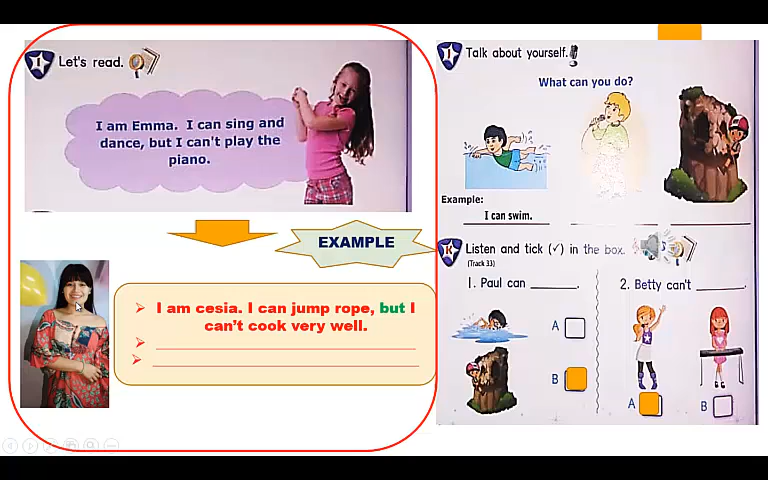 I Let's read.
I am Emma. I can sing and
dance, but I can't play the
piano.
EXAMPLE
I am cesia. I can jump rope, but I
can't cook very well.
Talk about yourself.
What can you do?
Example:
I can swim.
K Listen and tick (✓) in the box.
(Track 33)
1. Paul can ________.
A
B
2. Betty can't ________.
A
B